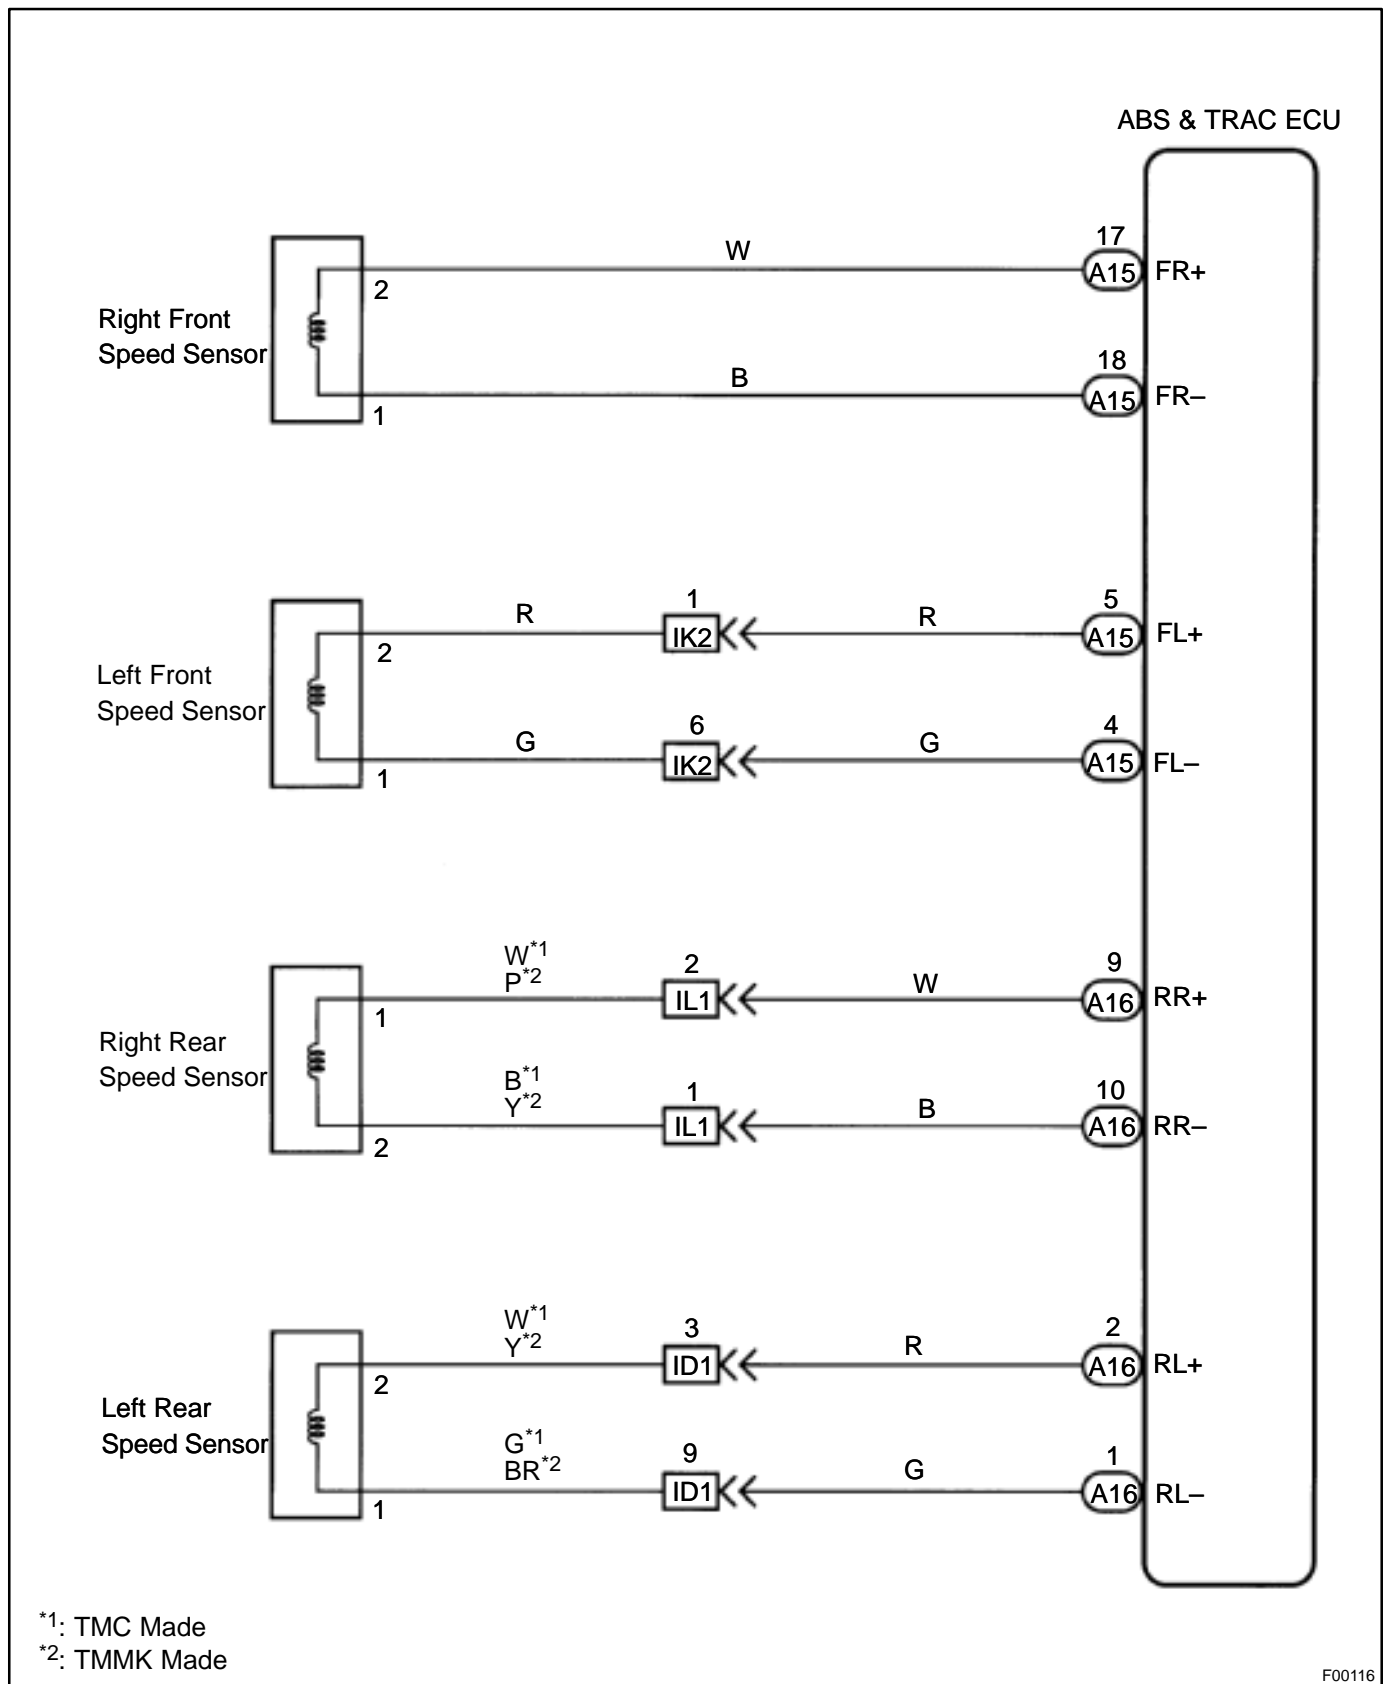 ABS & TRAC ECU
17
W
A15 FR+
2
Right Front
Speed Sensor
18
B
A15 FR–
1
1 5
R R
IK2 A15 FL+
2
Left Front
Speed Sensor
6 4
G G
IK2 A15 FL–
1
W*1 2 9
P*2 W
IL1 A16 RR+
1
Right Rear
Speed Sensor
B*1 1 10
Y*2 B
IL1 A16 RR–
2
W*1 3 2
Y*2 R
ID1 A16 RL+
2
Left Rear
Speed Sensor
G*1 9 1
BR*2 G
ID1 A16 RL–
1
*1: TMC Made
*2: TMMK Made
F00116